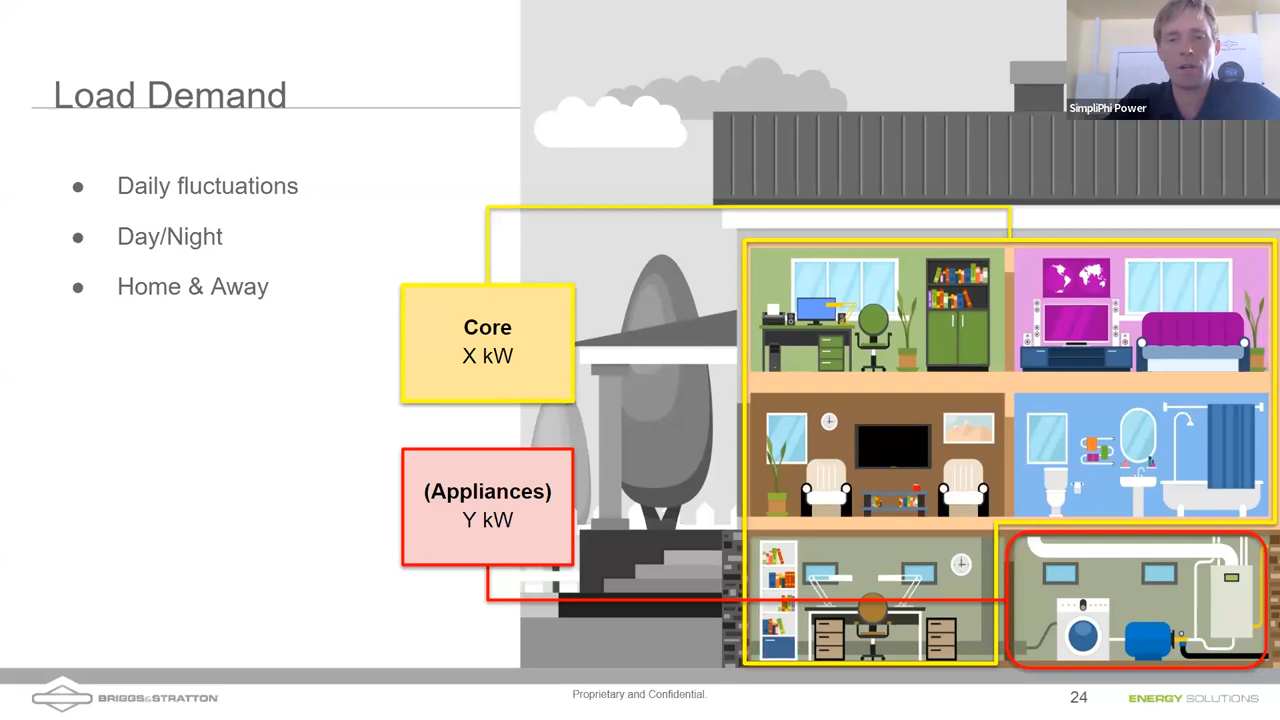 SimpliPhi Power
Load Demand
● Daily fluctuations
● Day/Night
● Home & Away
Core
X kW
(Appliances)
Y kW
BRIGGS&STRATTON
Proprietary and Confidential.
24
ENERGY SOLUTIONS